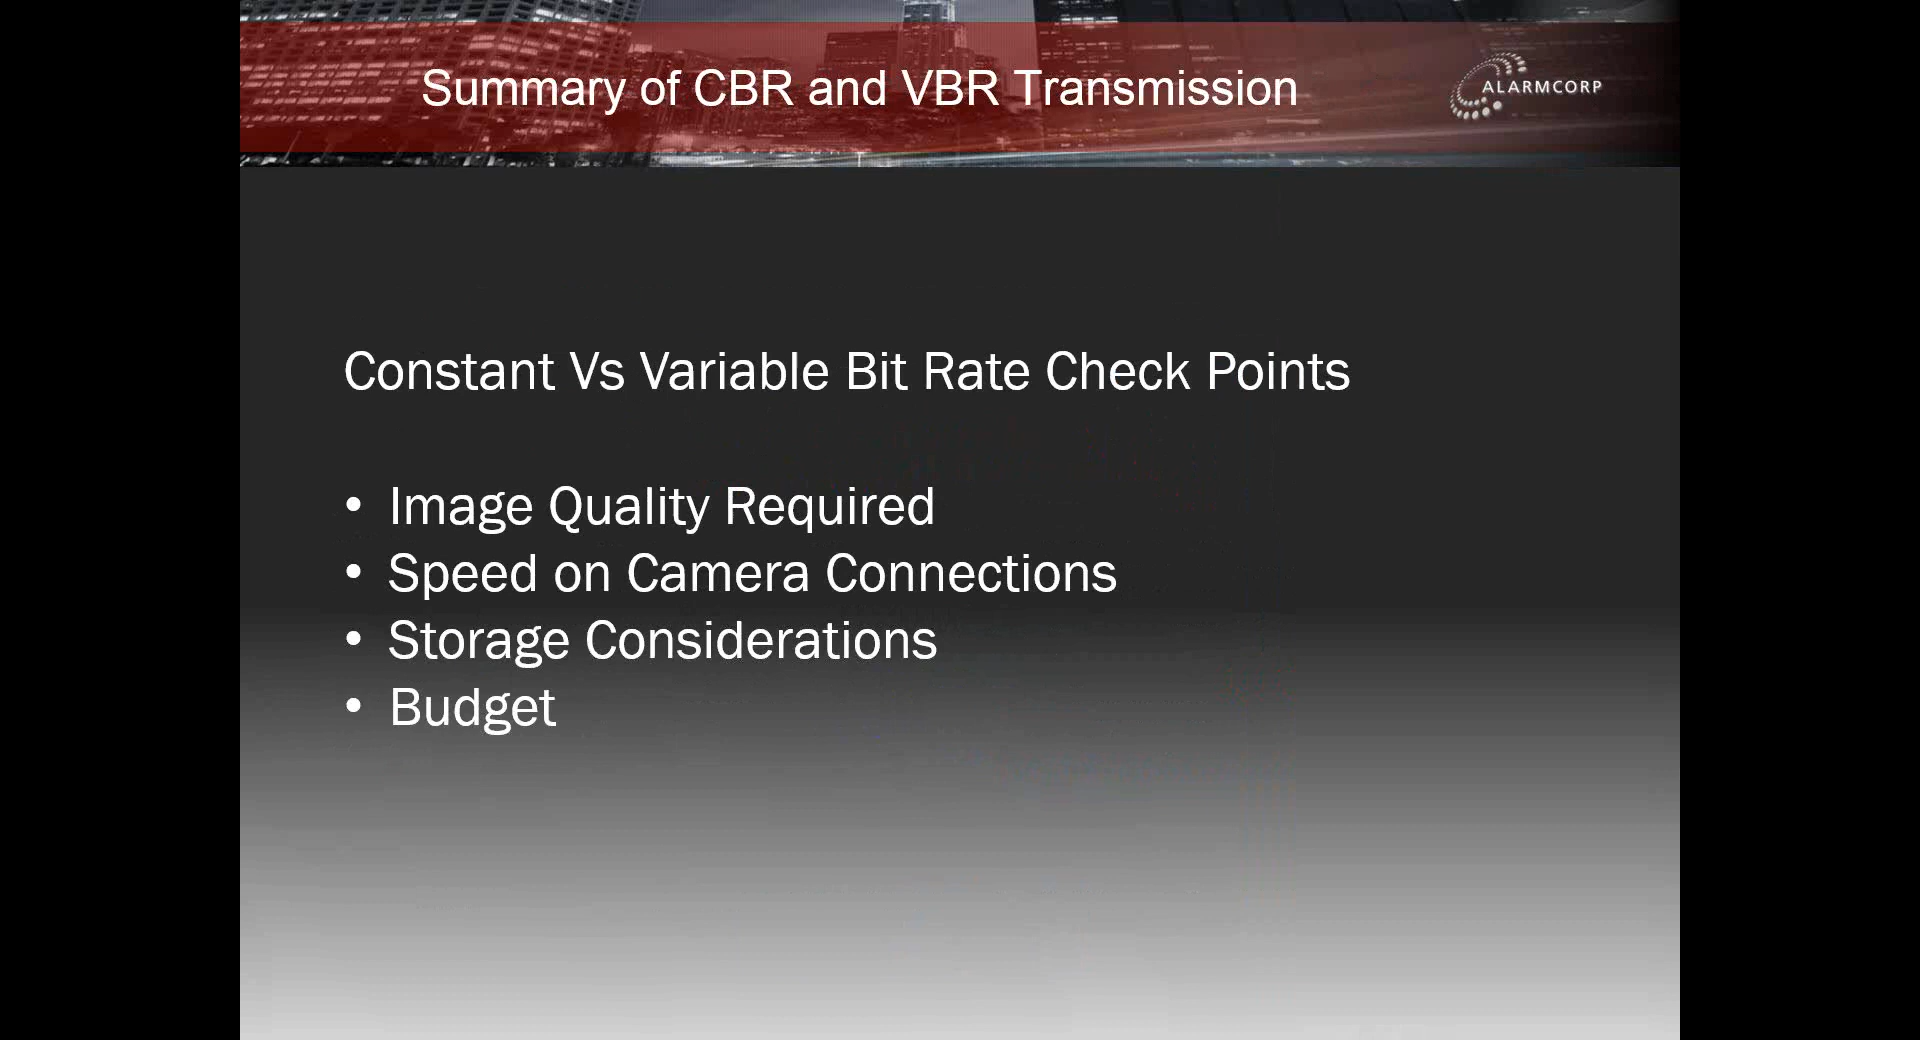 Summary of CBR and VBR Transmission
ALARMCORP
Constant Vs Variable Bit Rate Check Points
• Image Quality Required
• Speed on Camera Connections
• Storage Considerations
• Budget